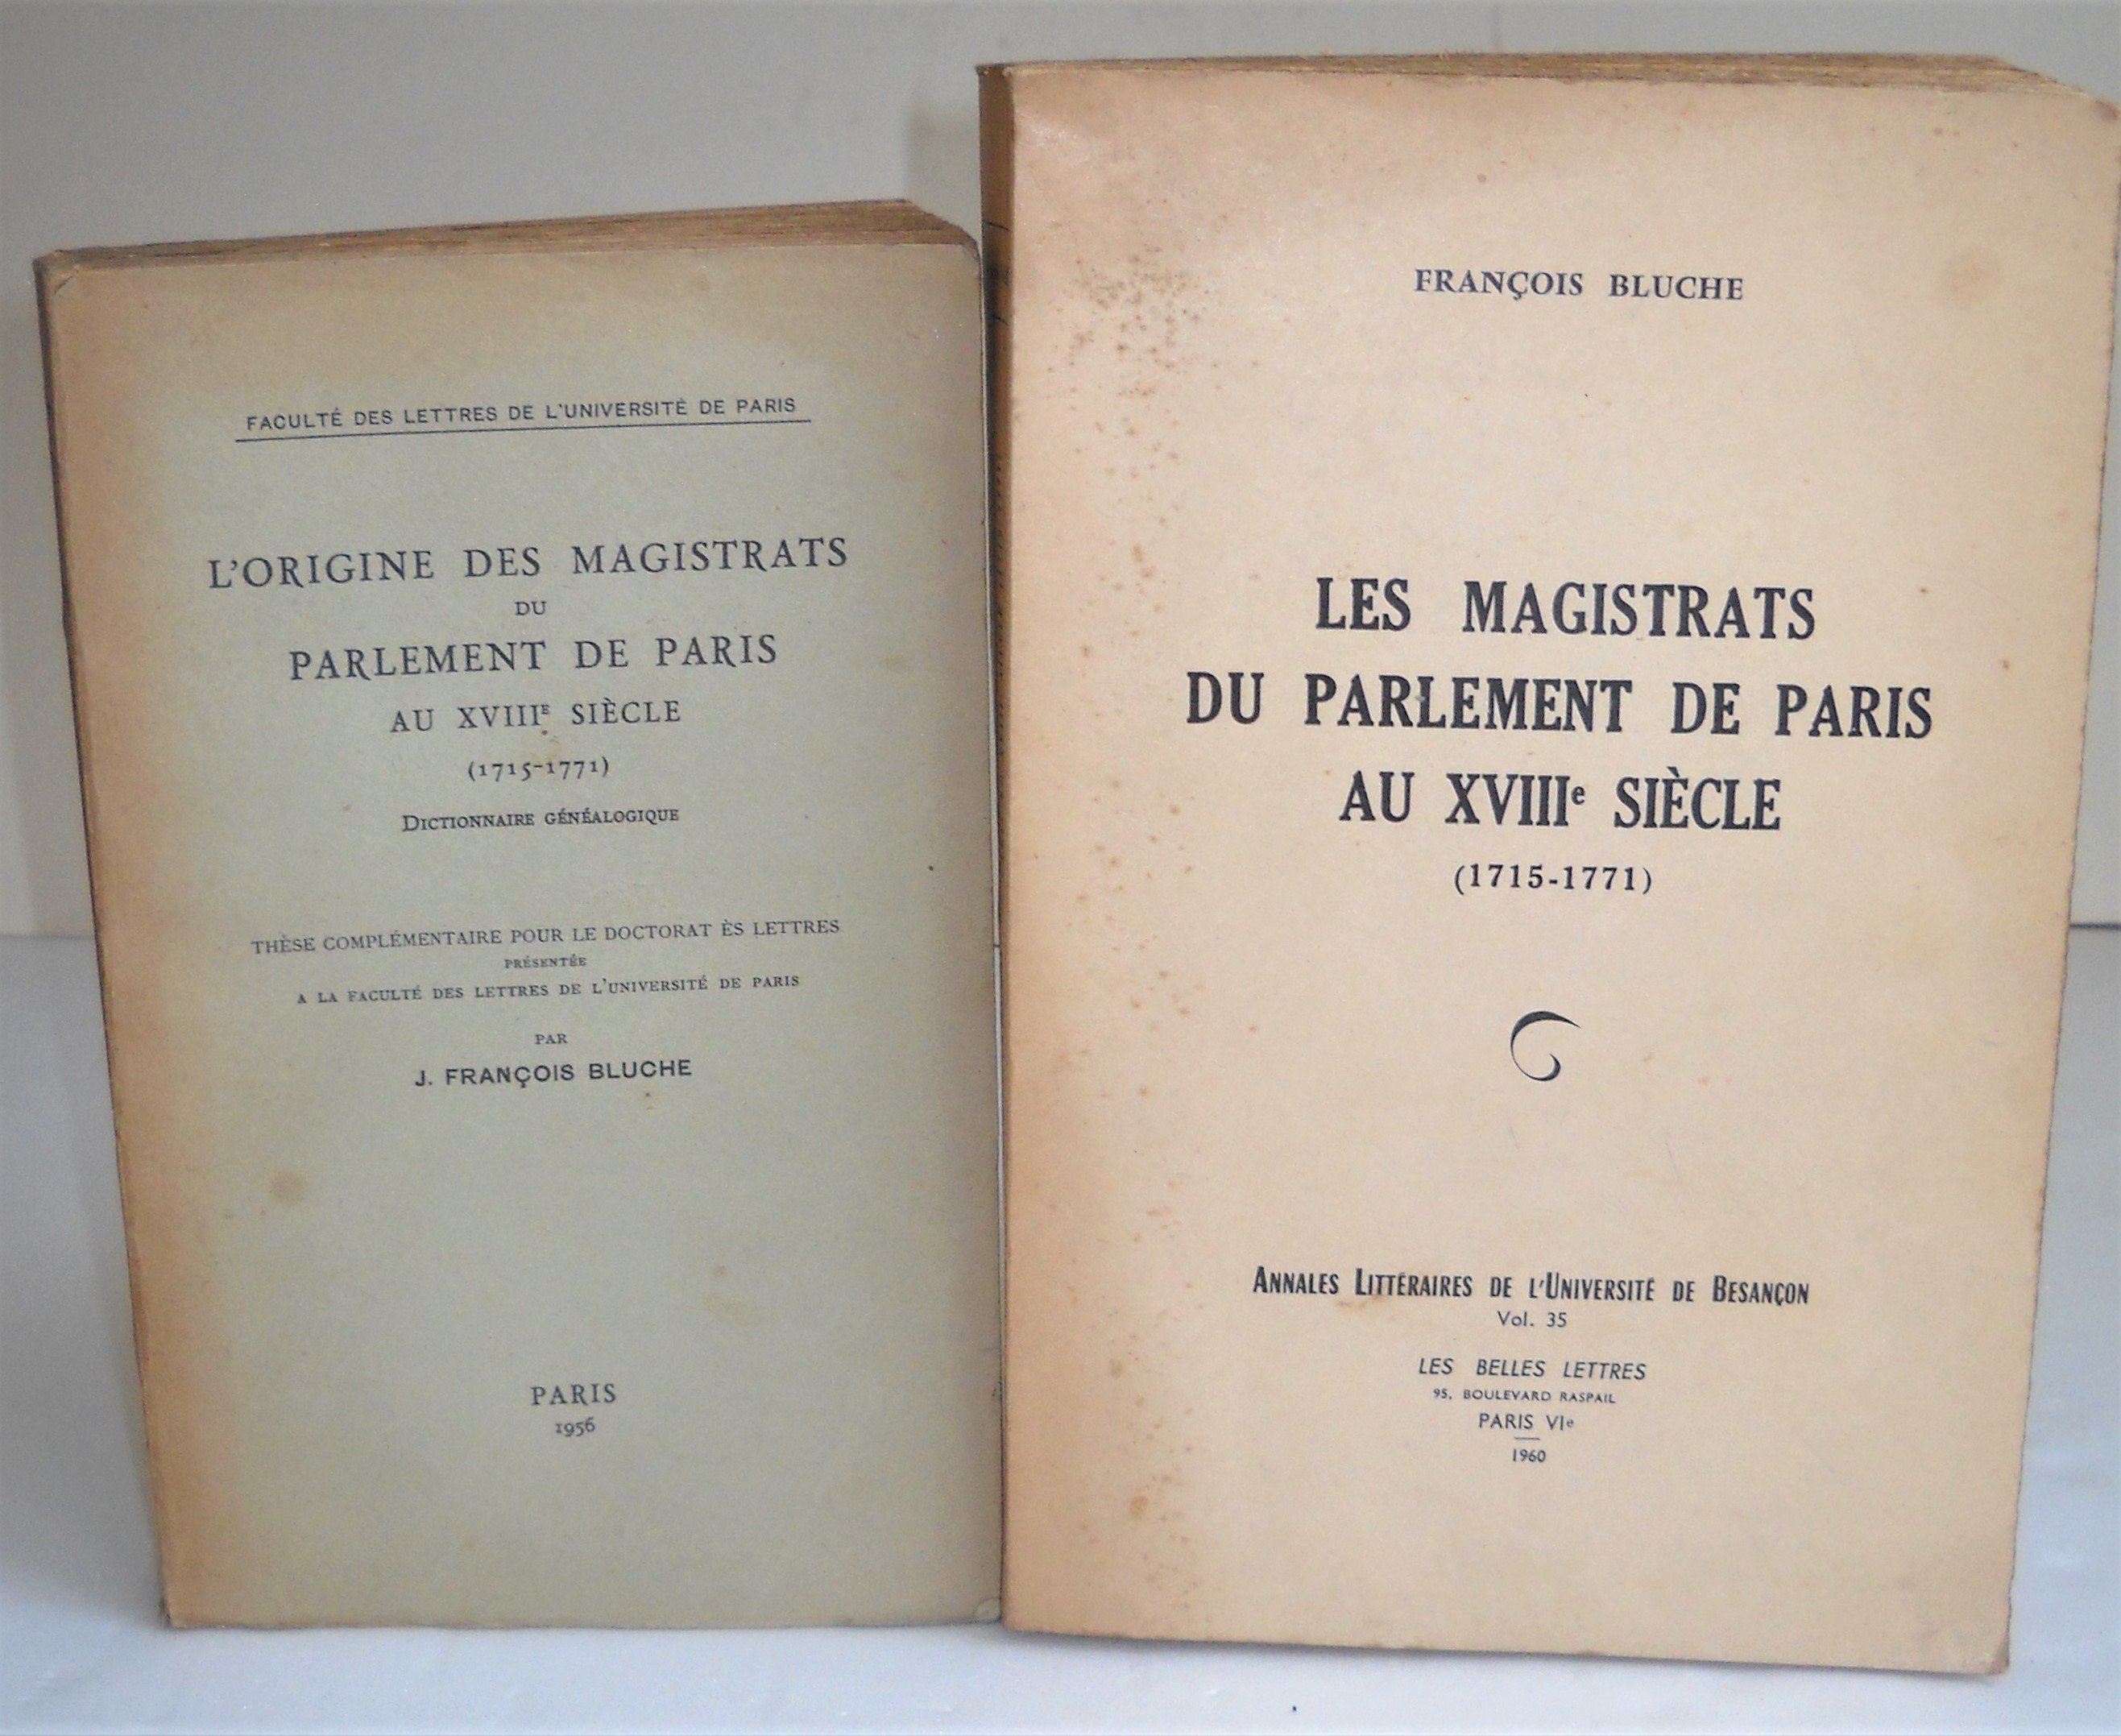 FACULTÉ DES LETTRES DE L'UNIVERSITÉ DE PARIS
L'ORIGINE DES MAGISTRATS
DU
PARLEMENT DE PARIS
AU XVIIIE SIÈCLE
(1715-1771)
DICTIONNAIRE GÉNÉALOGIQUE
THÈSE COMPLÉMENTAIRE POUR LE DOCTORAT ÈS LETTRES
PRÉSENTÉE
A LA FACULTÉ DES LETTRES DE L'UNIVERSITÉ DE PARIS
PAR
J. FRANÇOIS BLUCHE
PARIS
1956
FRANÇOIS BLUCHE
LES MAGISTRATS
DU PARLEMENT DE PARIS
AU XVIIIe SIÈCLE
(1715-1771)
ANNALES LITTÉRAIRES DE L'UNIVERSITÉ DE BESANÇON
Vol. 35
LES BELLES LETTRES
95, BOULEVARD RASPAIL
PARIS VIe
1960